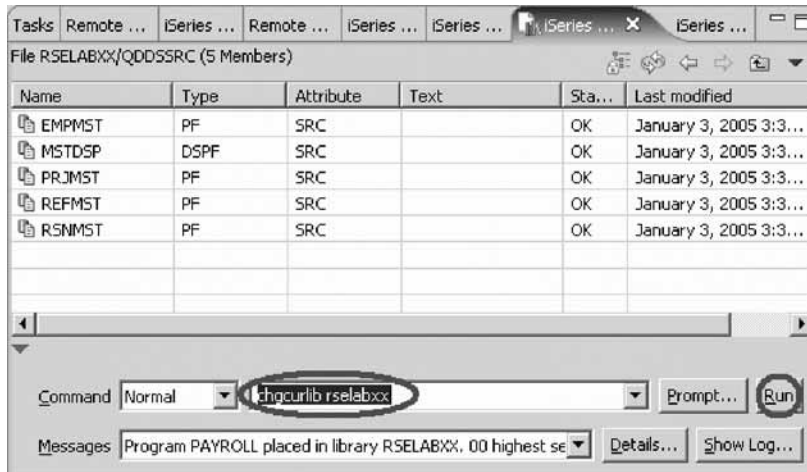 Tasks Remote ... iSeries ... Remote ... iSeries ... iSeries ... iSeries ... iSeries ...
File RSELABXX/QDDSSRC (5 Members)
Name Type Attribute Text Sta... Last modified
EMPMST PF SRC OK January 3, 2005 3:3...
MSTDSP DSPF SRC OK January 3, 2005 3:3...
PRJMST PF SRC OK January 3, 2005 3:3...
REFMST PF SRC OK January 3, 2005 3:3...
RSNMST PF SRC OK January 3, 2005 3:3...
Command Normal chgcurlib rselabxx Prompt... Run
Messages Program PAYROLL placed in library RSELABXX. 00 highest se Details... Show Log...